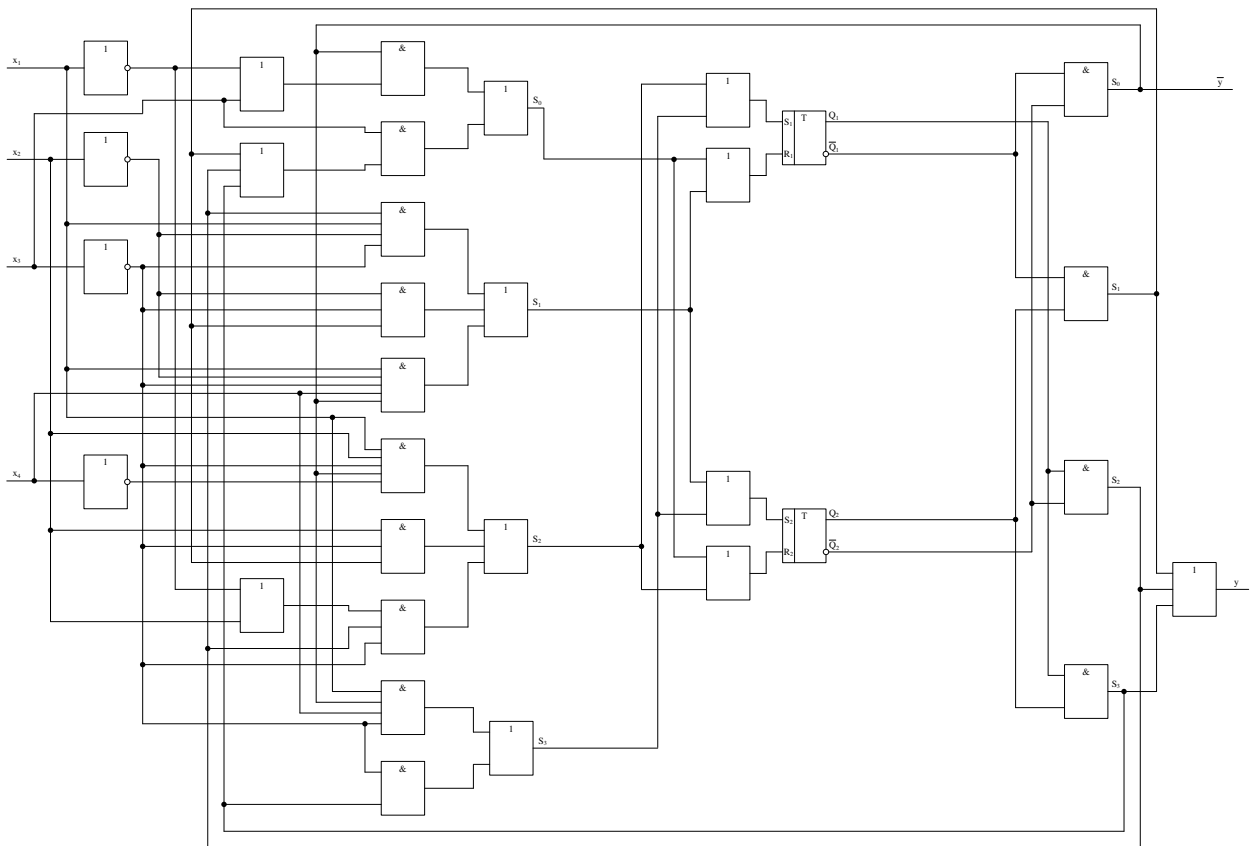 x₁
1
1
&
1
S₀
1
S₁
T
Q₁
R₁
Q̅₁
&
S₀
y̅
x₂
1
1
&
1
x₃
1
&
&
1
S₁
&
S₁
&
x₄
1
&
1
S₂
T
Q₂
R₂
Q̅₂
&
S₂
&
1
S₂
1
1
&
1
y
&
1
S₃
&
S₃
&